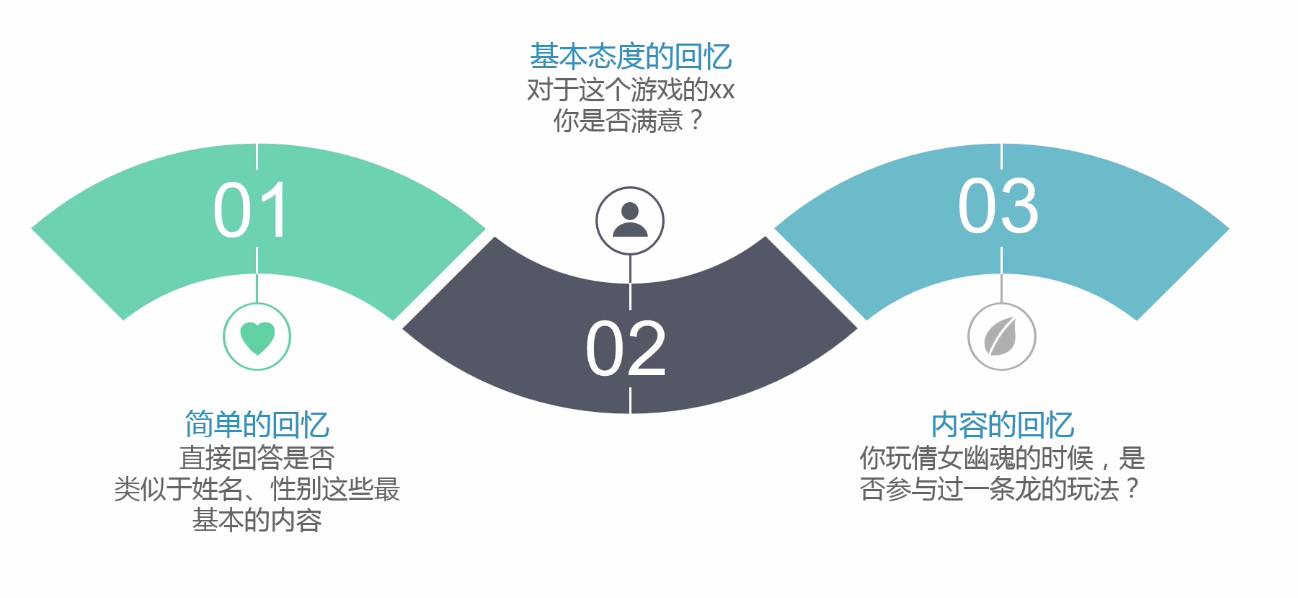 基本态度的回忆
对于这个游戏的xx
你是否满意？
01
02
03
简单的回忆
直接回答是否
类似于姓名、性别这些最
基本的内容
内容的回忆
你玩倩女幽魂的时候，是
否参与过一条龙的玩法？